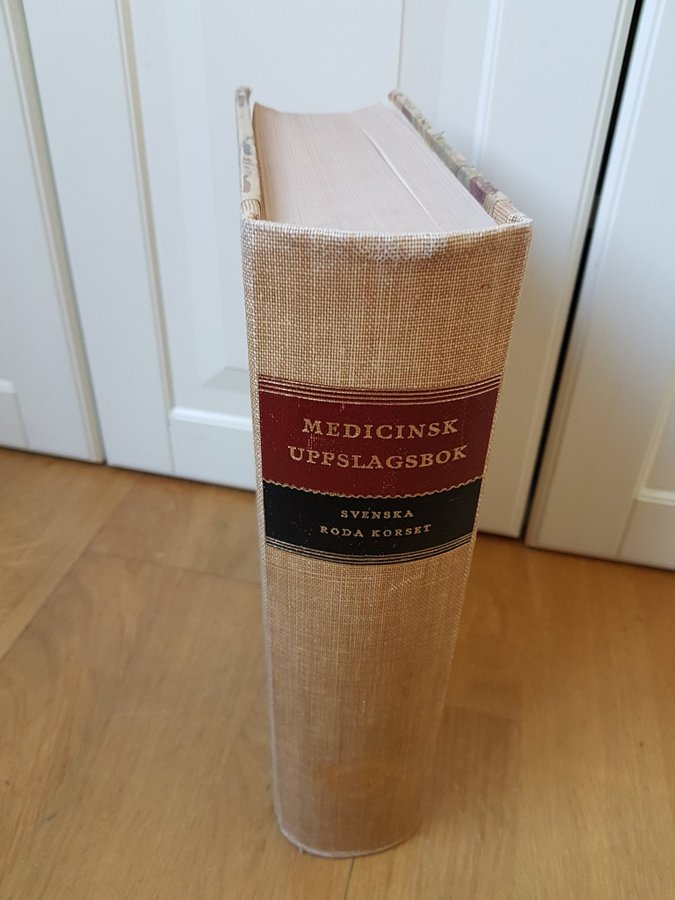 MEDICINSK
UPPSLAGSBOK
SVENSKA
RODA KORSET